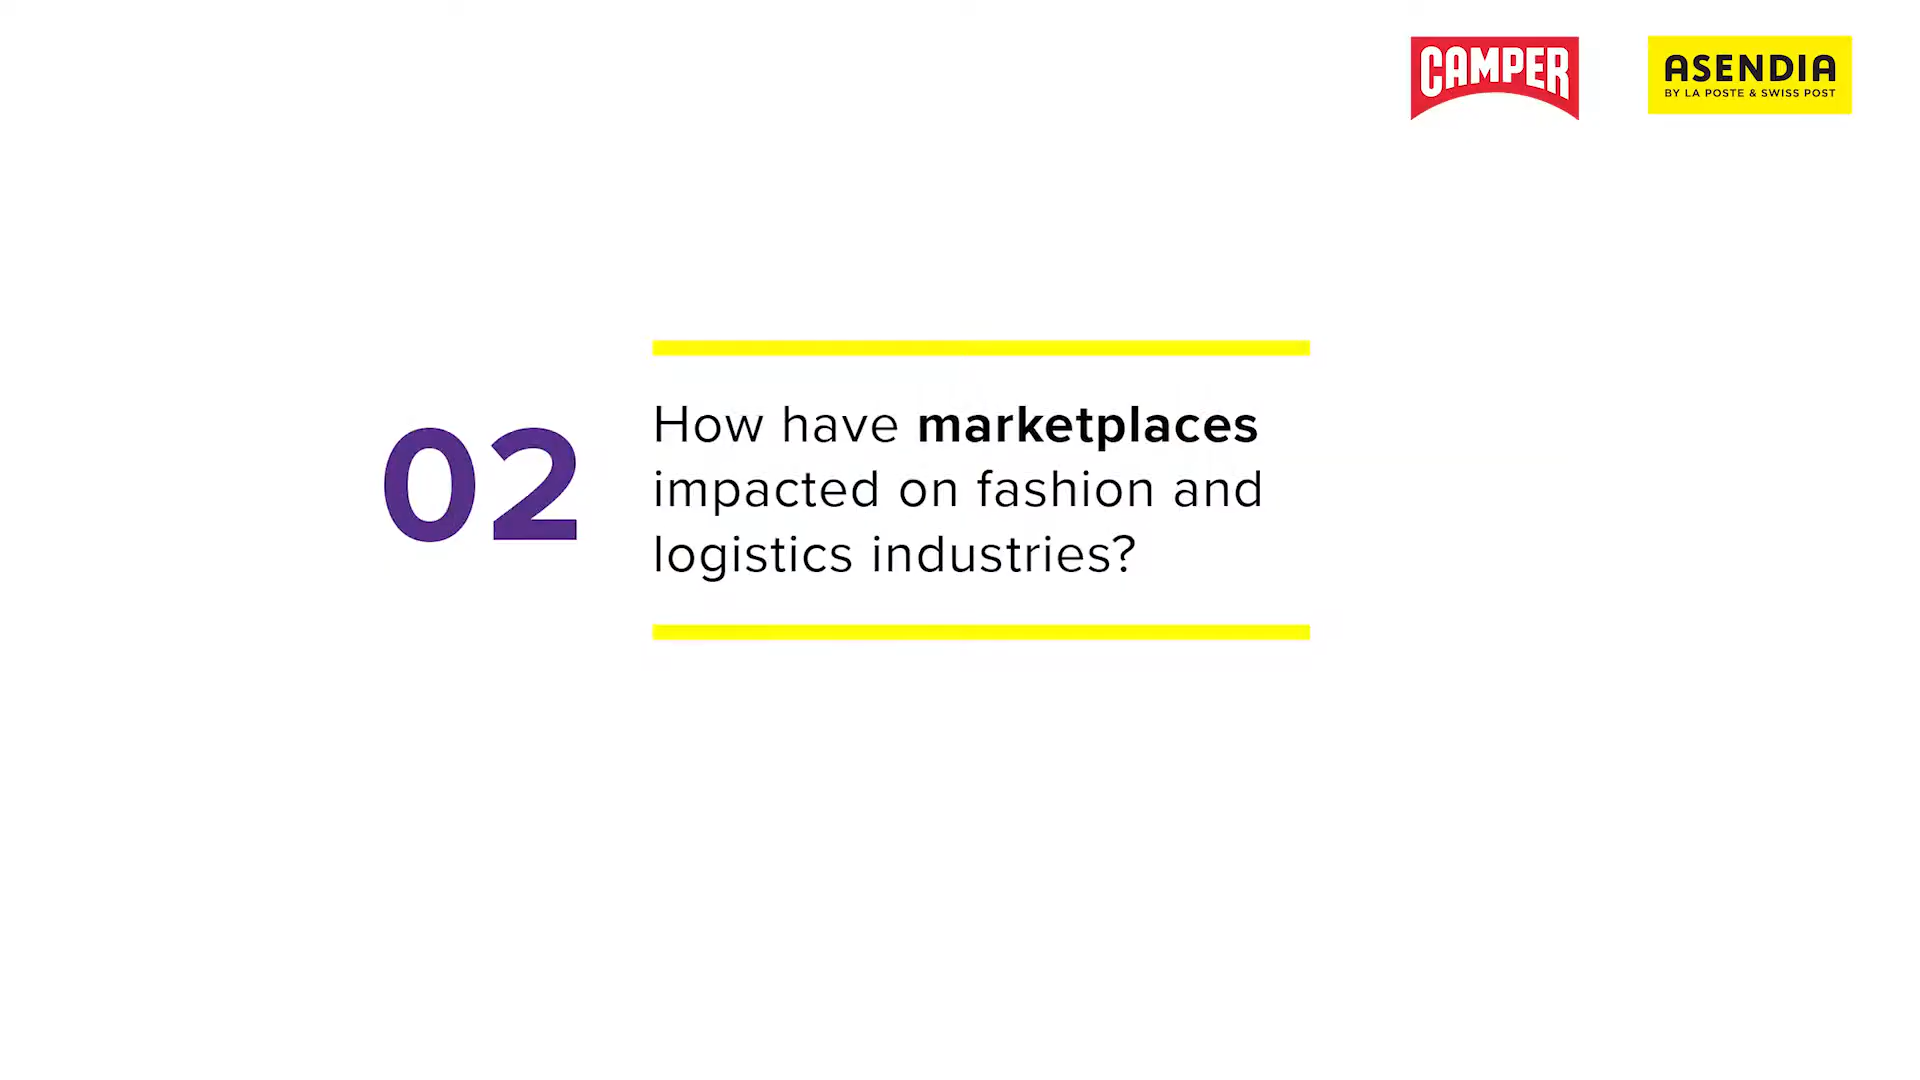 CAMPER
ASENDIA
BY LA POSTE & SWISS POST
02
How have marketplaces
impacted on fashion and
logistics industries?